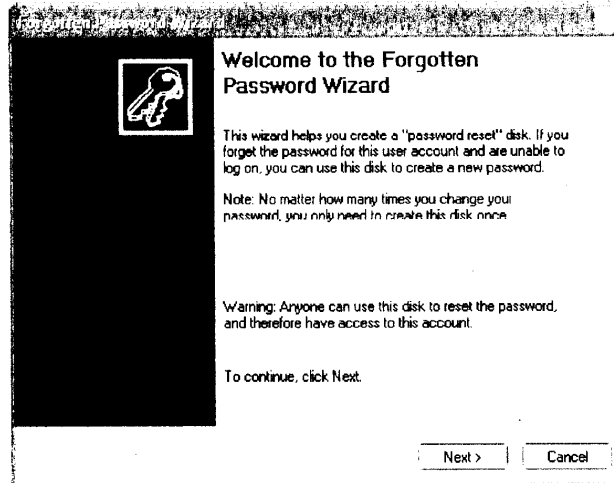 Forgotten Password Wizard
Welcome to the Forgotten
Password Wizard
This wizard helps you create a "password reset" disk. If you
forget the password for this user account and are unable to
log on, you can use this disk to create a new password.
Note: No matter how many times you change your
password, you only need to create this disk once
Warning: Anyone can use this disk to reset the password,
and therefore have access to this account.
To continue, click Next.
Next >
Cancel